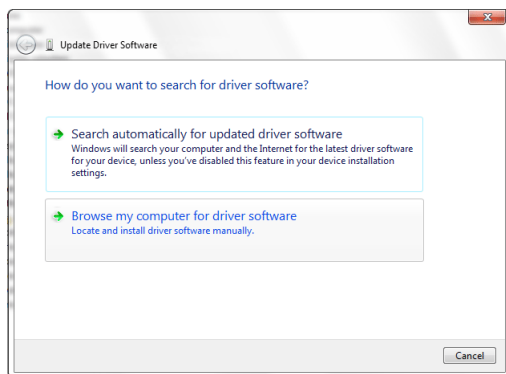 Update Driver Software
How do you want to search for driver software?
Search automatically for updated driver software
Windows will search your computer and the Internet for the latest driver software
for your device, unless you've disabled this feature in your device installation
settings.
Browse my computer for driver software
Locate and install driver software manually.
Cancel